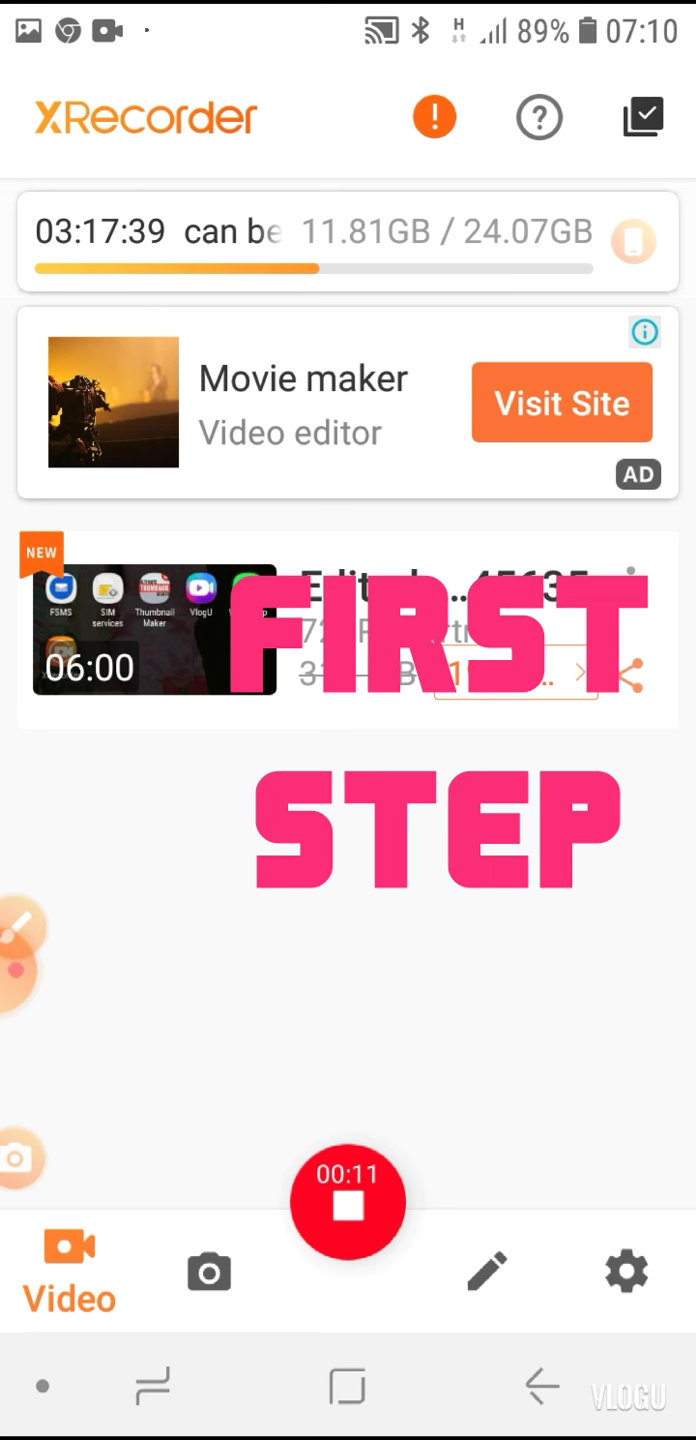 89% 07:10
XRecorder
03:17:39 can be 11.81GB / 24.07GB
Movie maker
Visit Site
Video editor
AD
NEW
FSMS
SIM services
Thumbnail Maker
VlogU
06:00
FIRST
STEP
00:11
Video
VLOGU